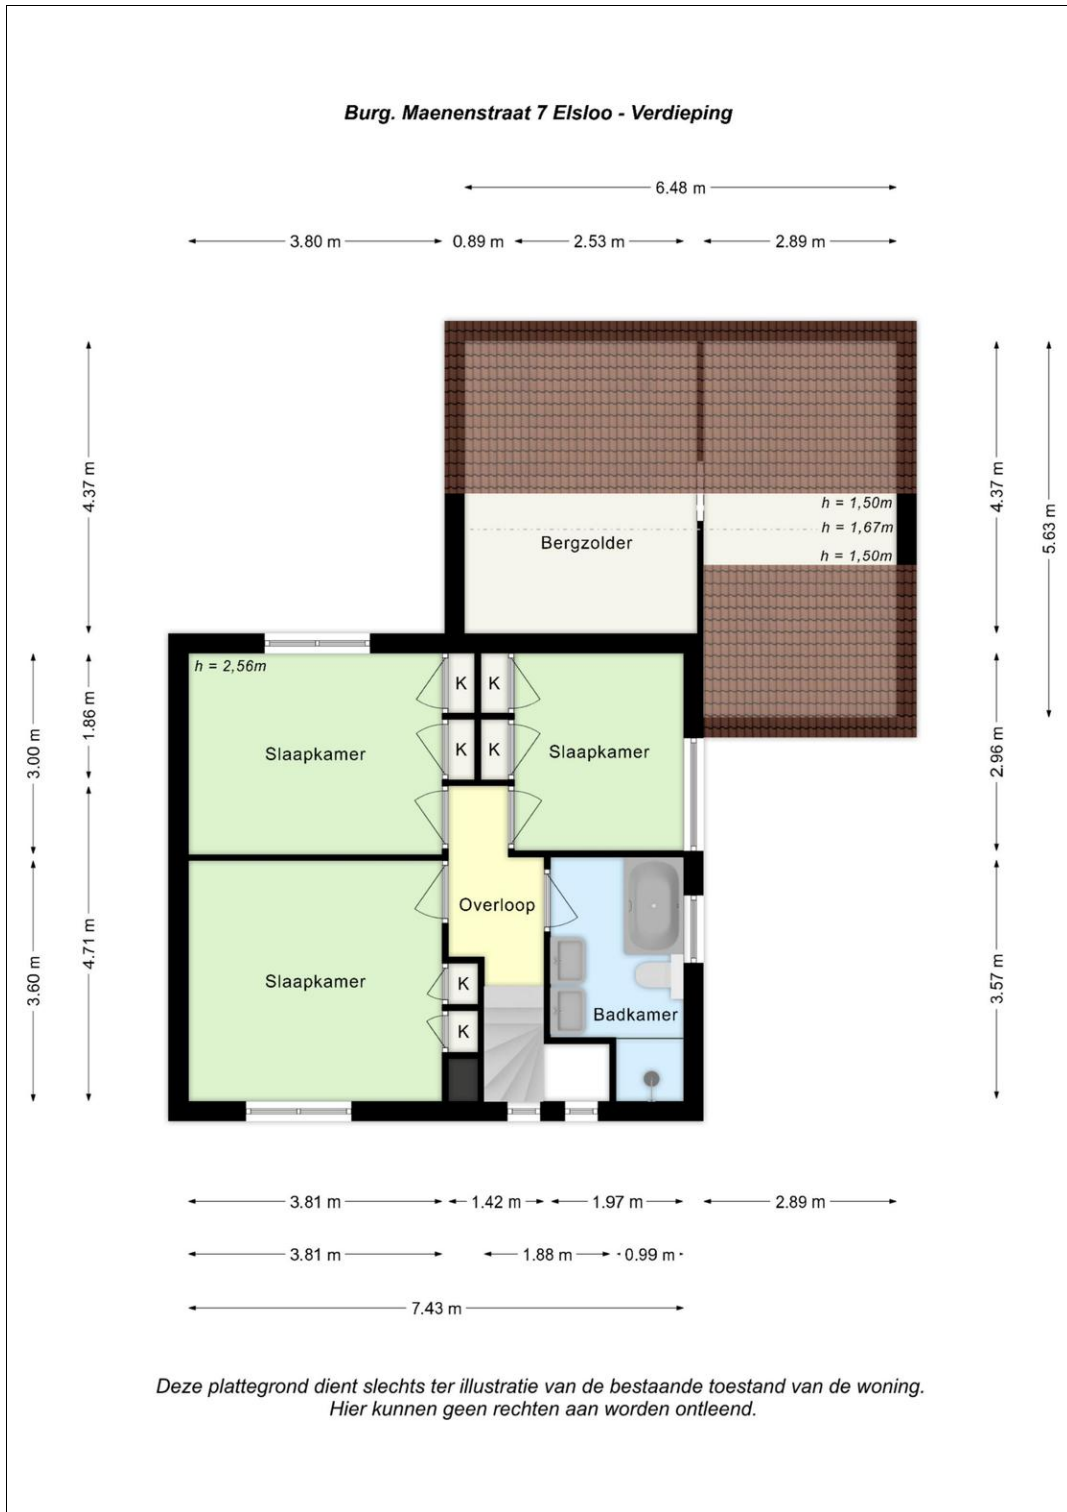 Burg. Maenenstraat 7 Elsloo - Verdieping
6.48 m
3.80 m 0.89 m 2.53 m 2.89 m
4.37 m
4.37 m
5.63 m
h = 1,50m
h = 1,67m
Bergzolder
h = 1,50m
h = 2,56m
K K
3.00 m
1.86 m
2.96 m
K K
Slaapkamer
Slaapkamer
Overloop
4.71 m
3.60 m
3.57 m
Slaapkamer
K
Badkamer
K
3.81 m 1.42 m 1.97 m 2.89 m
3.81 m 1.88 m 0.99 m
7.43 m
Deze plattegrond dient slechts ter illustratie van de bestaande toestand van de woning.
Hier kunnen geen rechten aan worden ontleend.